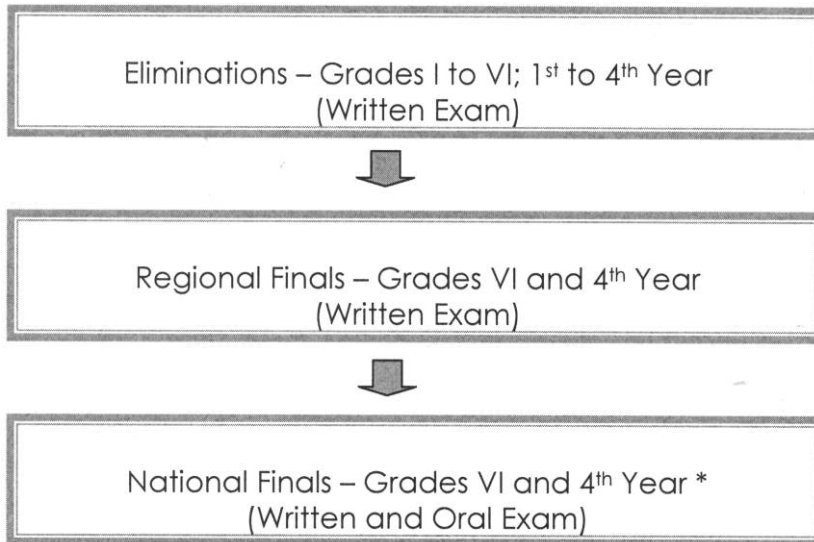 Eliminations – Grades I to VI; 1st to 4th Year
(Written Exam)
Regional Finals – Grades VI and 4th Year
(Written Exam)
National Finals – Grades VI and 4th Year *
(Written and Oral Exam)